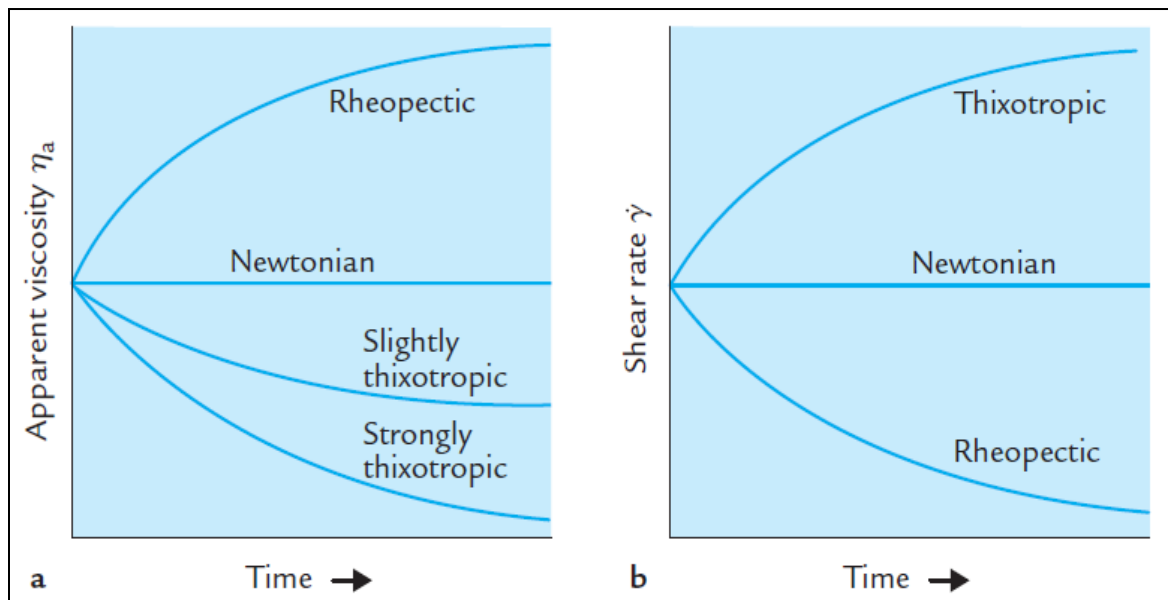 Apparent viscosity ηa
Rheopectic
Newtonian
Slightly
thixotropic
Strongly
thixotropic
a
Time →
Shear rate γ̇
Thixotropic
Newtonian
Rheopectic
b
Time →